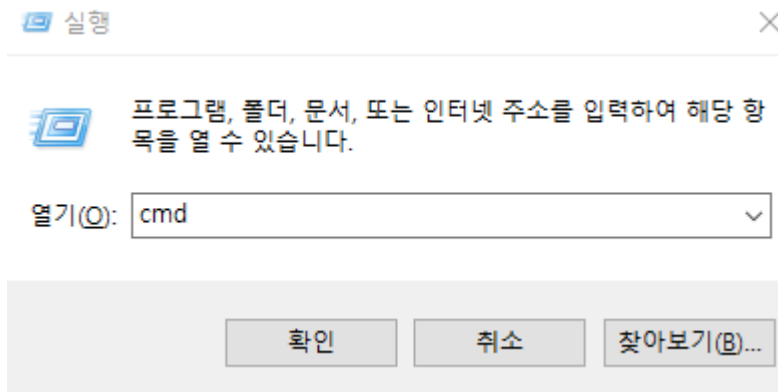 실행
프로그램, 폴더, 문서, 또는 인터넷 주소를 입력하여 해당 항
목을 열 수 있습니다.
열기(O): cmd
확인 취소 찾아보기(B)...